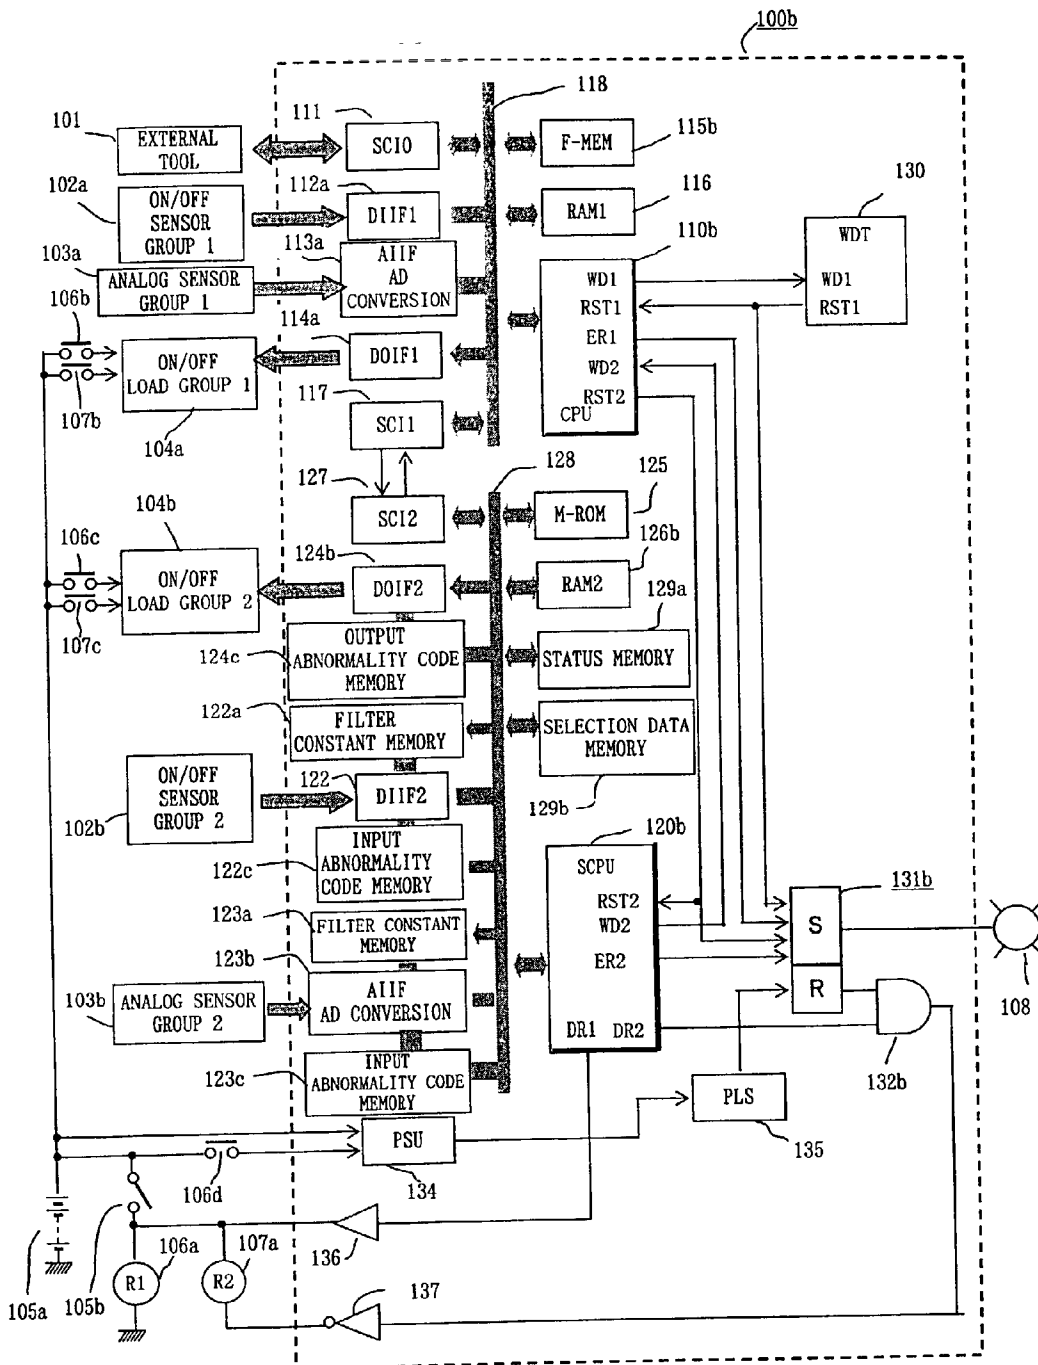 100b
118
101
EXTERNAL
TOOL
111
SCI0
F-MEM
115b
102a
ON/OFF
SENSOR
GROUP 1
112a
DIIF1
RAM1
116
130
WDT
WD1
RST1
103a
ANALOG SENSOR
GROUP 1
113a
AIIF
AD
CONVERSION
110b
WD1
RST1
ER1
WD2
RST2
CPU
106b
ON/OFF
LOAD GROUP 1
107b
104a
114a
DOIF1
117
SCI1
127
SCI2
128
M-ROM
125
104b
106c
ON/OFF
LOAD GROUP 2
107c
124b
DOIF2
RAM2
126b
129a
124c
OUTPUT
ABNORMALITY CODE
MEMORY
STATUS MEMORY
122a
FILTER
CONSTANT MEMORY
SELECTION DATA
MEMORY
129b
ON/OFF
SENSOR
GROUP 2
102b
122
DIIF2
122c
INPUT
ABNORMALITY
CODE MEMORY
120b
SCPU
RST2
WD2
ER2
DR1 DR2
131b
S
R
108
123a
FILTER CONSTANT
MEMORY
123b
AIIF
AD CONVERSION
103b
ANALOG SENSOR
GROUP 2
132b
123c
INPUT
ABNORMALITY CODE
MEMORY
PLS
135
PSU
134
106d
105a
105b
R1
106a
R2
107a
136
137